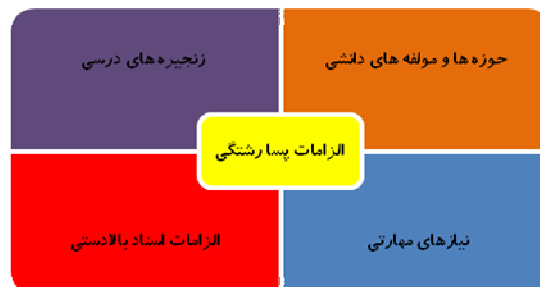 حوزه ها و مولفه های دانشی
زنجیره های درسی
الزامات پسا رشتگی
نیازهای مهارتی
الزامات اسناد بالادستی